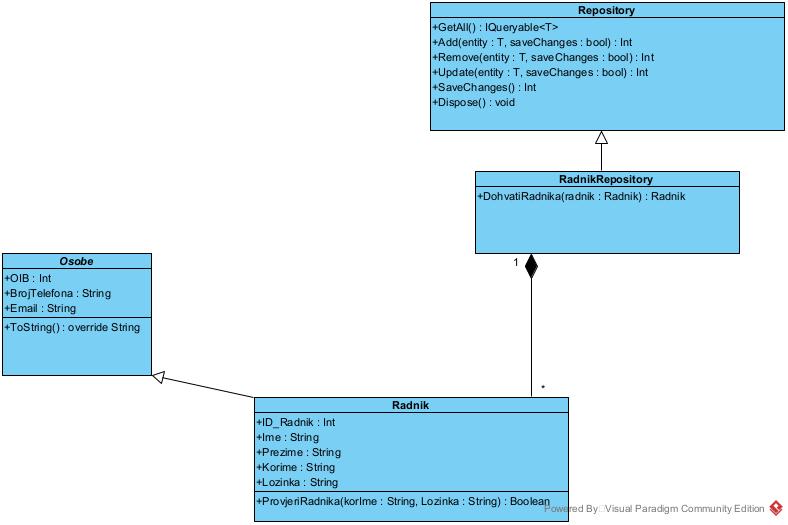 Repository
+GetAll() : IQueryable<T>
+Add(entity : T, saveChanges : bool) : Int
+Remove(entity : T, saveChanges : bool) : Int
+Update(entity : T, saveChanges : bool) : Int
+SaveChanges() : Int
+Dispose() : void
RadnikRepository
+DohvatiRadnika(radnik : Radnik) : Radnik
1
*
Osobe
+OIB : Int
+BrojTelefona : String
+Email : String
+ToString() : override String
Radnik
+ID_Radnik : Int
+Ime : String
+Prezime : String
+Korime : String
+Lozinka : String
+ProvjeriRadnika(korIme : String, Lozinka : String) : Boolean
Powered By Visual Paradigm Community Edition